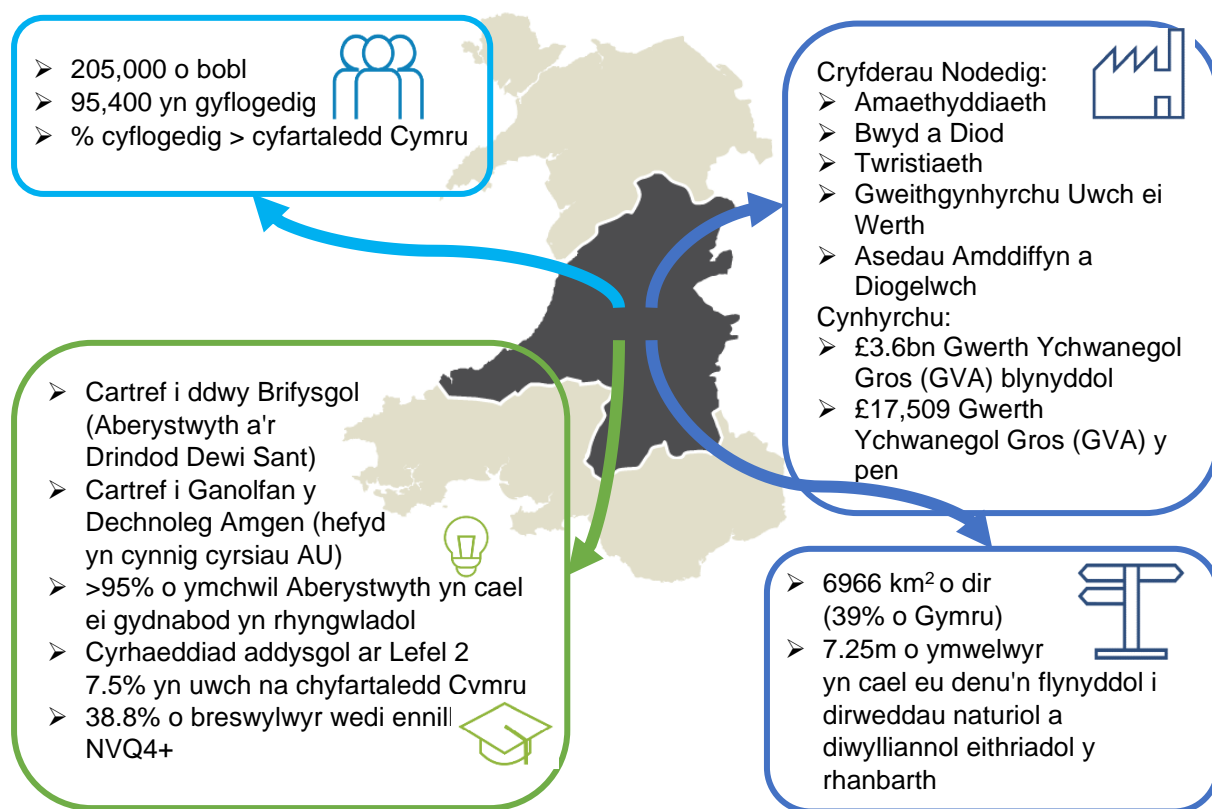 ➢ 205,000 o bobl
➢ 95,400 yn gyflogedig
➢ % cyflogedig > cyfartaledd Cymru
Cryfderau Nodedig:
➢ Amaethyddiaeth
➢ Bwyd a Diod
➢ Twristiaeth
➢ Gweithgynhyrchu Uwch ei
Werth
➢ Asedau Amddiffyn a
Diogelwch
Cynhyrchu:
➢ £3.6bn Gwerth Ychwanegol
Gros (GVA) blynyddol
➢ £17,509 Gwerth
Ychwanegol Gros (GVA) y
pen
➢ Cartref i ddwy Brifysgol
(Aberystwyth a'r
Drindod Dewi Sant)
➢ Cartref i Ganolfan y
Dechnoleg Amgen (hefyd
yn cynnig cyrsiau AU)
➢ >95% o ymchwil Aberystwyth yn cael
ei gydnabod yn rhyngwladol
➢ Cyrhaeddiad addysgol ar Lefel 2
7.5% yn uwch na chyfartaledd Cymru
➢ 38.8% o breswylwyr wedi ennill
NVQ4+
➢ 6966 km² o dir
(39% o Gymru)
➢ 7.25m o ymwelwyr
yn cael eu denu'n flynyddol i
dirweddau naturiol a
diwylliannol eithriadol y
rhanbarth